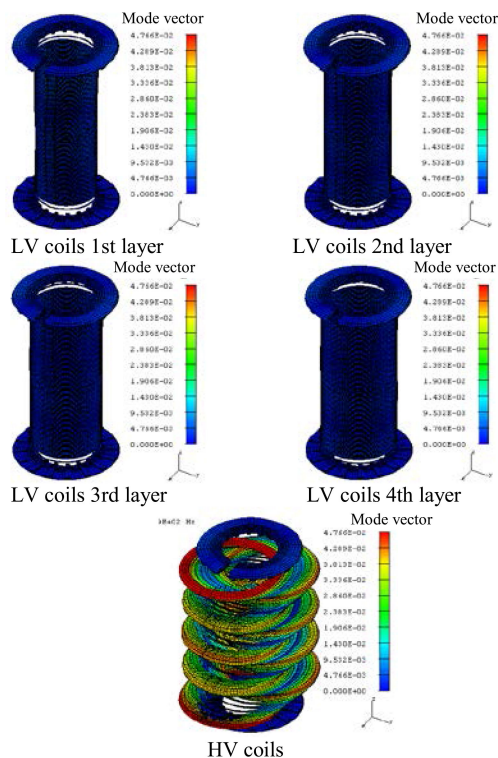 Mode vector
4.766E-02
4.289E-02
3.813E-02
3.336E-02
2.860E-02
2.383E-02
1.906E-02
1.430E-02
9.532E-03
4.766E-03
0.000E+00
LV coils 1st layer
Mode vector
4.766E-02
4.289E-02
3.813E-02
3.336E-02
2.860E-02
2.383E-02
1.906E-02
1.430E-02
9.532E-03
4.766E-03
0.000E+00
LV coils 2nd layer
Mode vector
4.766E-02
4.289E-02
3.813E-02
3.336E-02
2.860E-02
2.383E-02
1.906E-02
1.430E-02
9.532E-03
4.766E-03
0.000E+00
LV coils 3rd layer
Mode vector
4.766E-02
4.289E-02
3.813E-02
3.336E-02
2.860E-02
2.383E-02
1.906E-02
1.430E-02
9.532E-03
4.766E-03
0.000E+00
LV coils 4th layer
E+02 Hz
Mode vector
4.766E-02
4.289E-02
3.813E-02
3.336E-02
2.860E-02
2.383E-02
1.906E-02
1.430E-02
9.532E-03
4.766E-03
0.000E+00
HV coils